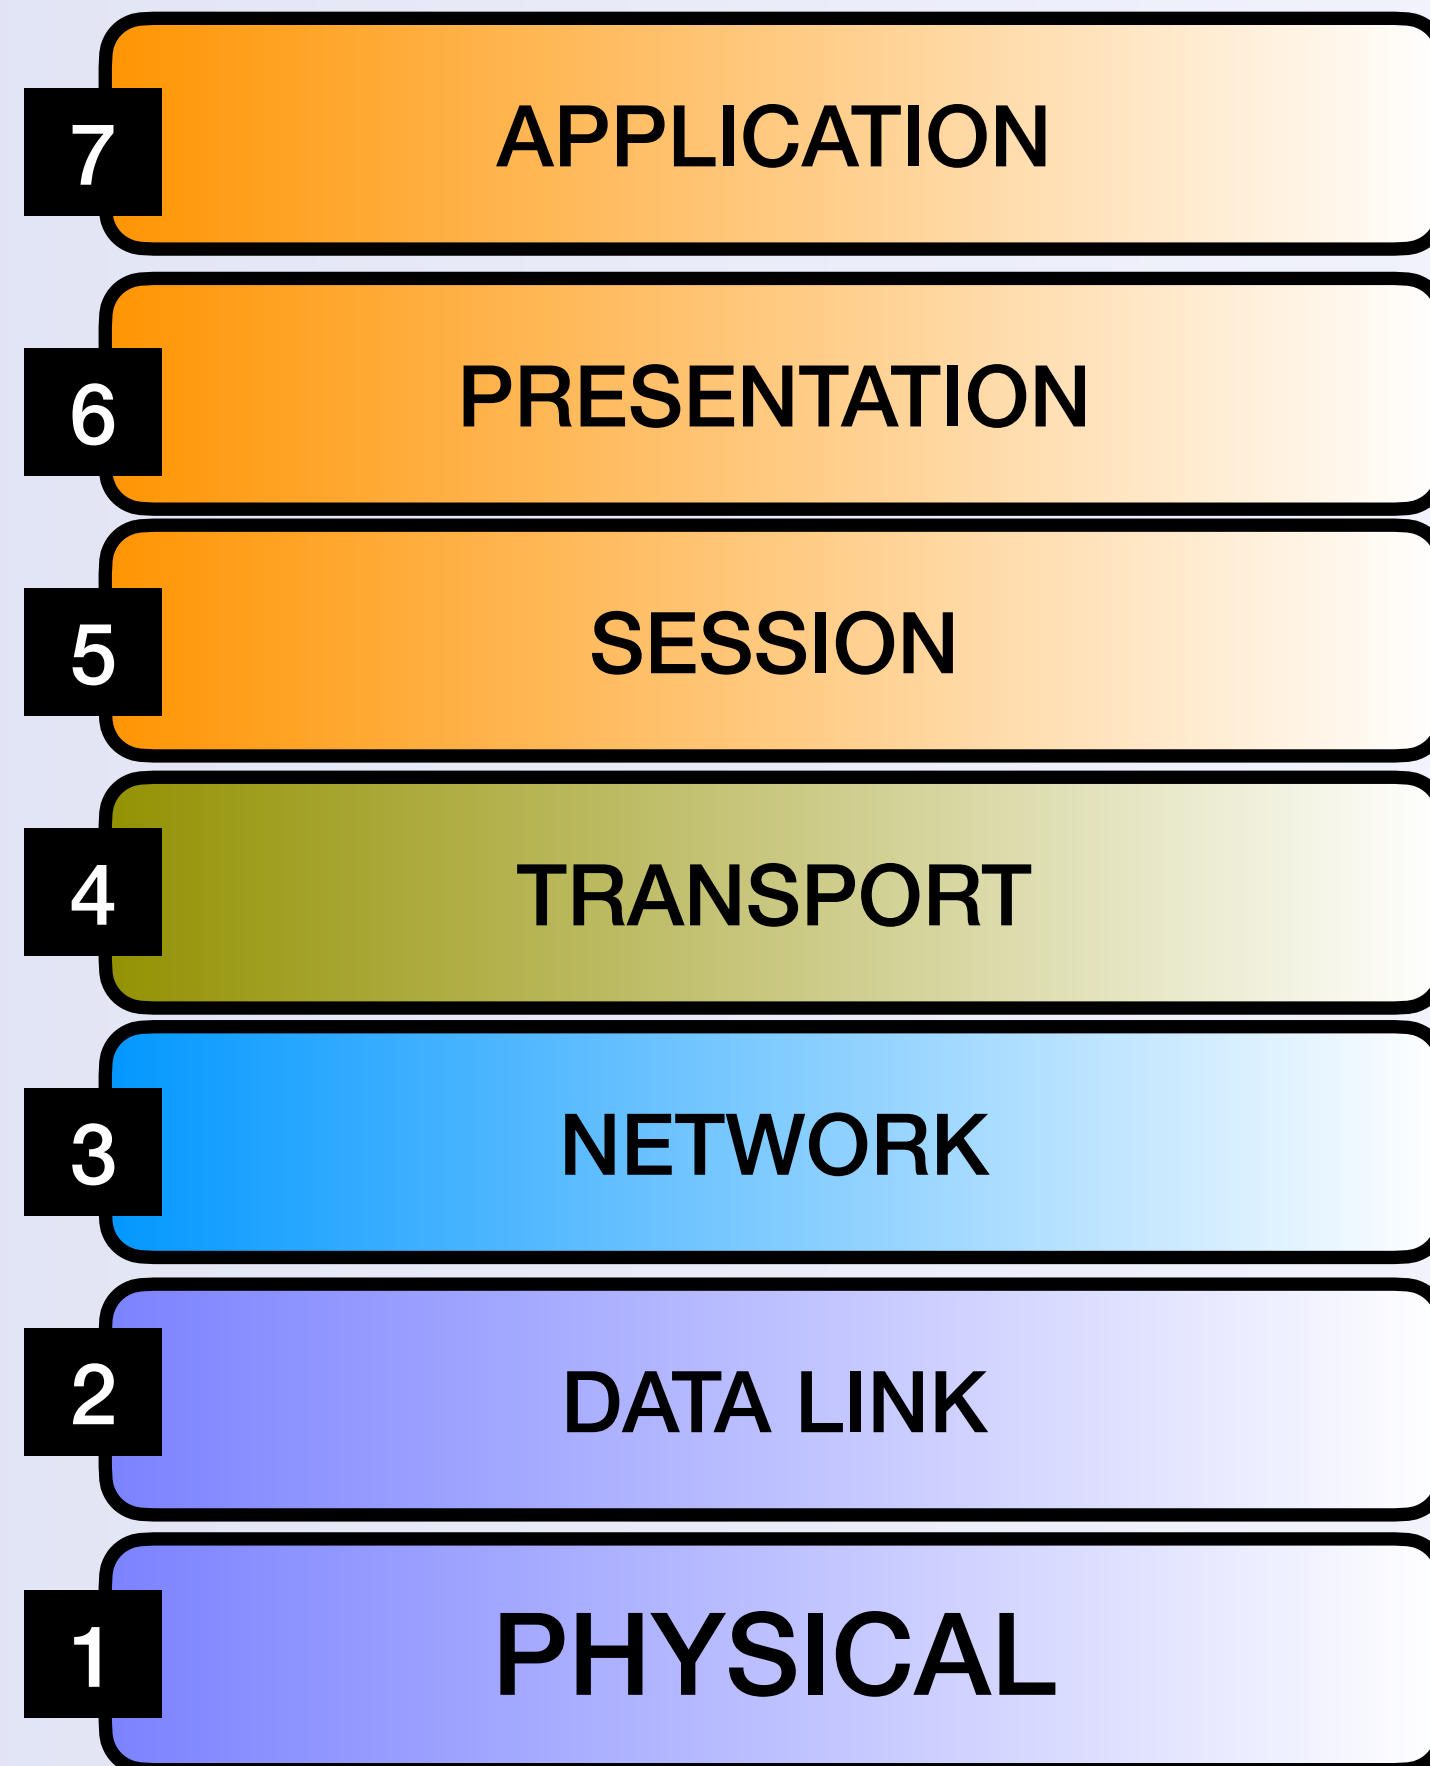 7 APPLICATION
6 PRESENTATION
5 SESSION
4 TRANSPORT
3 NETWORK
2 DATA LINK
1 PHYSICAL